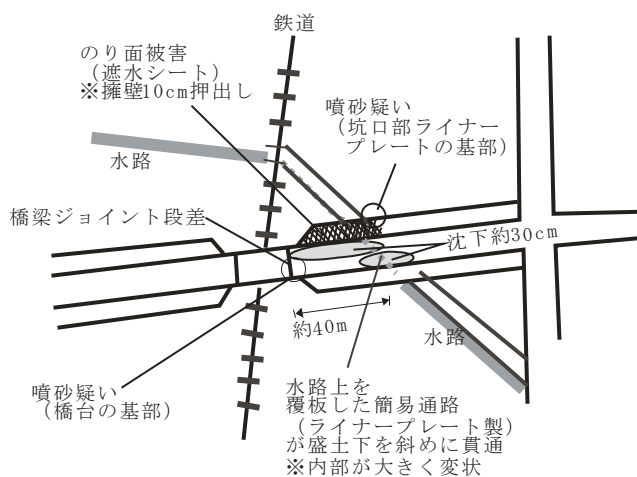 鉄道
のり面被害
（遮水シート）
※擁壁10cm押出し
噴砂疑い
（坑口部ライナー
プレートの基部）
水路
橋梁ジョイント段差
沈下約30cm
約40m
水路
噴砂疑い
（橋台の基部）
水路上を
覆板した簡易通路
（ライナープレート製）
が盛土下を斜めに貫通
※内部が大きく変状